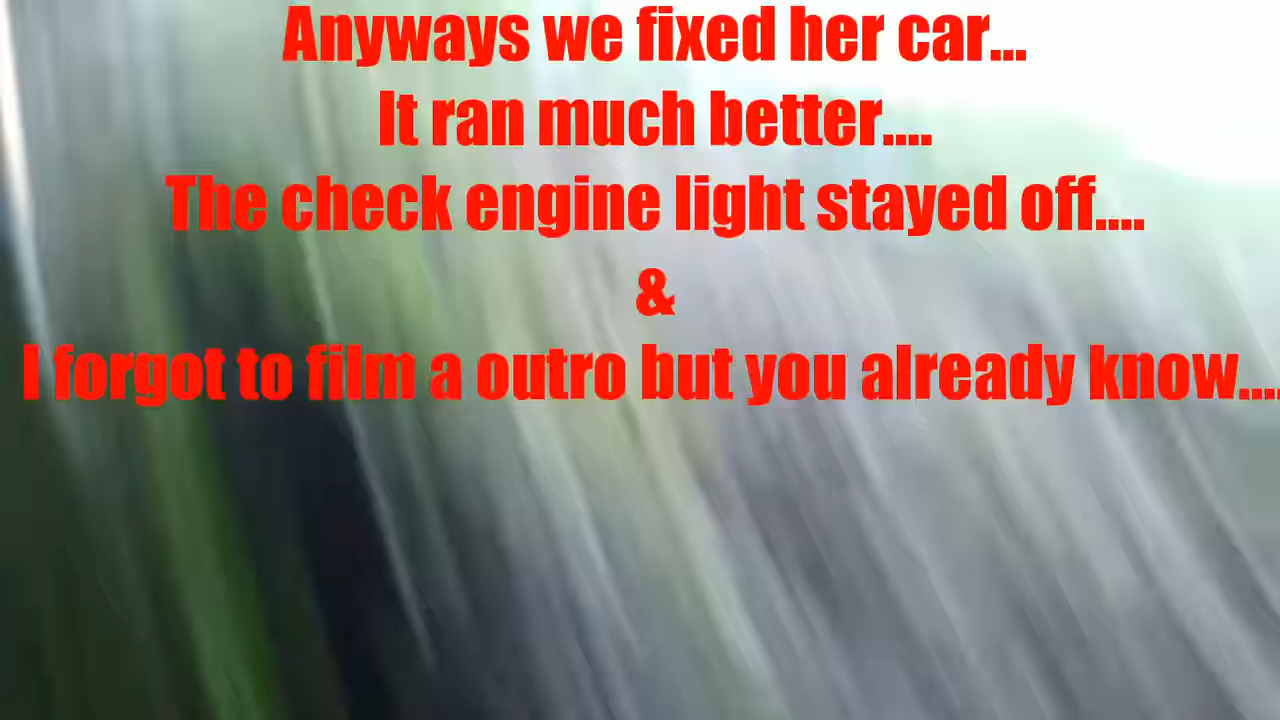 Anyways we fixed her car...
It ran much better....
The check engine light stayed off....
&
I forgot to film a outro but you already know....